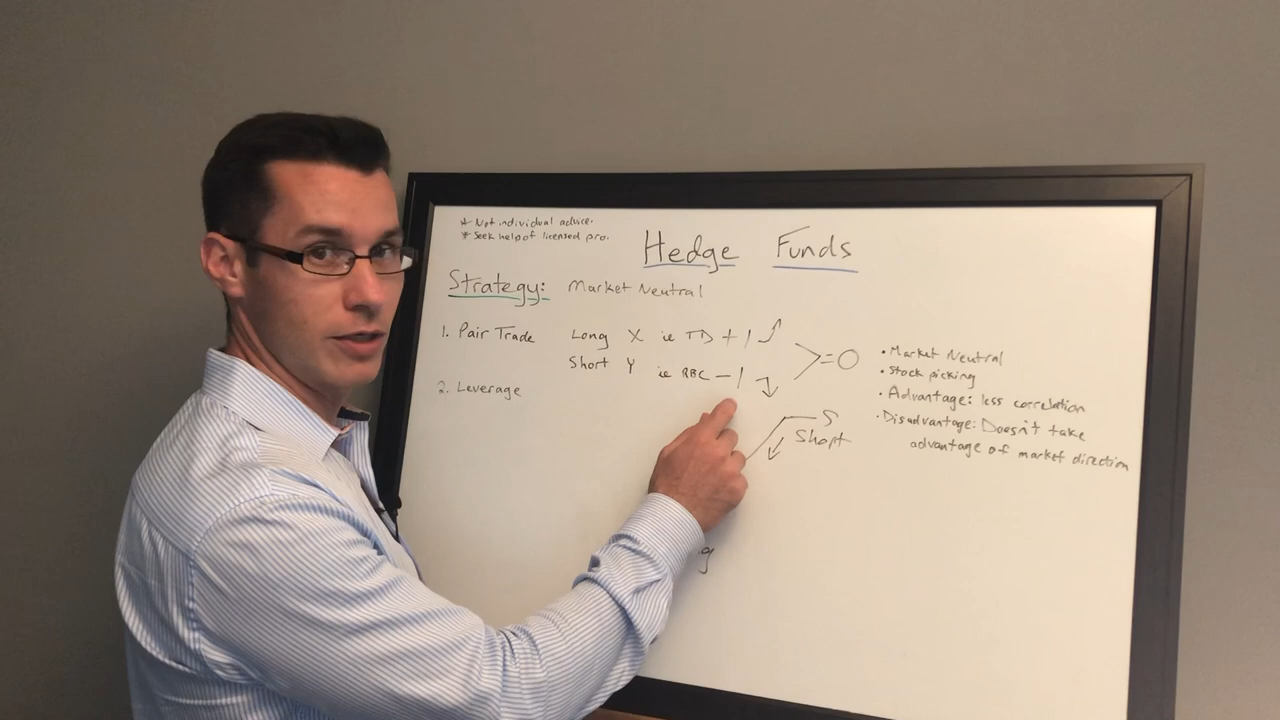 * Not individual advice.
* Seek help of licensed pro.
Hedge Funds
Strategy: Market Neutral
1. Pair Trade Long X ie TD +1
Short Y ie RBC -1
>=0
2. Leverage
S
Short
g
• Market Neutral
• Stock picking
• Advantage: less correlation
• Disadvantage: Doesn't take
advantage of market direction